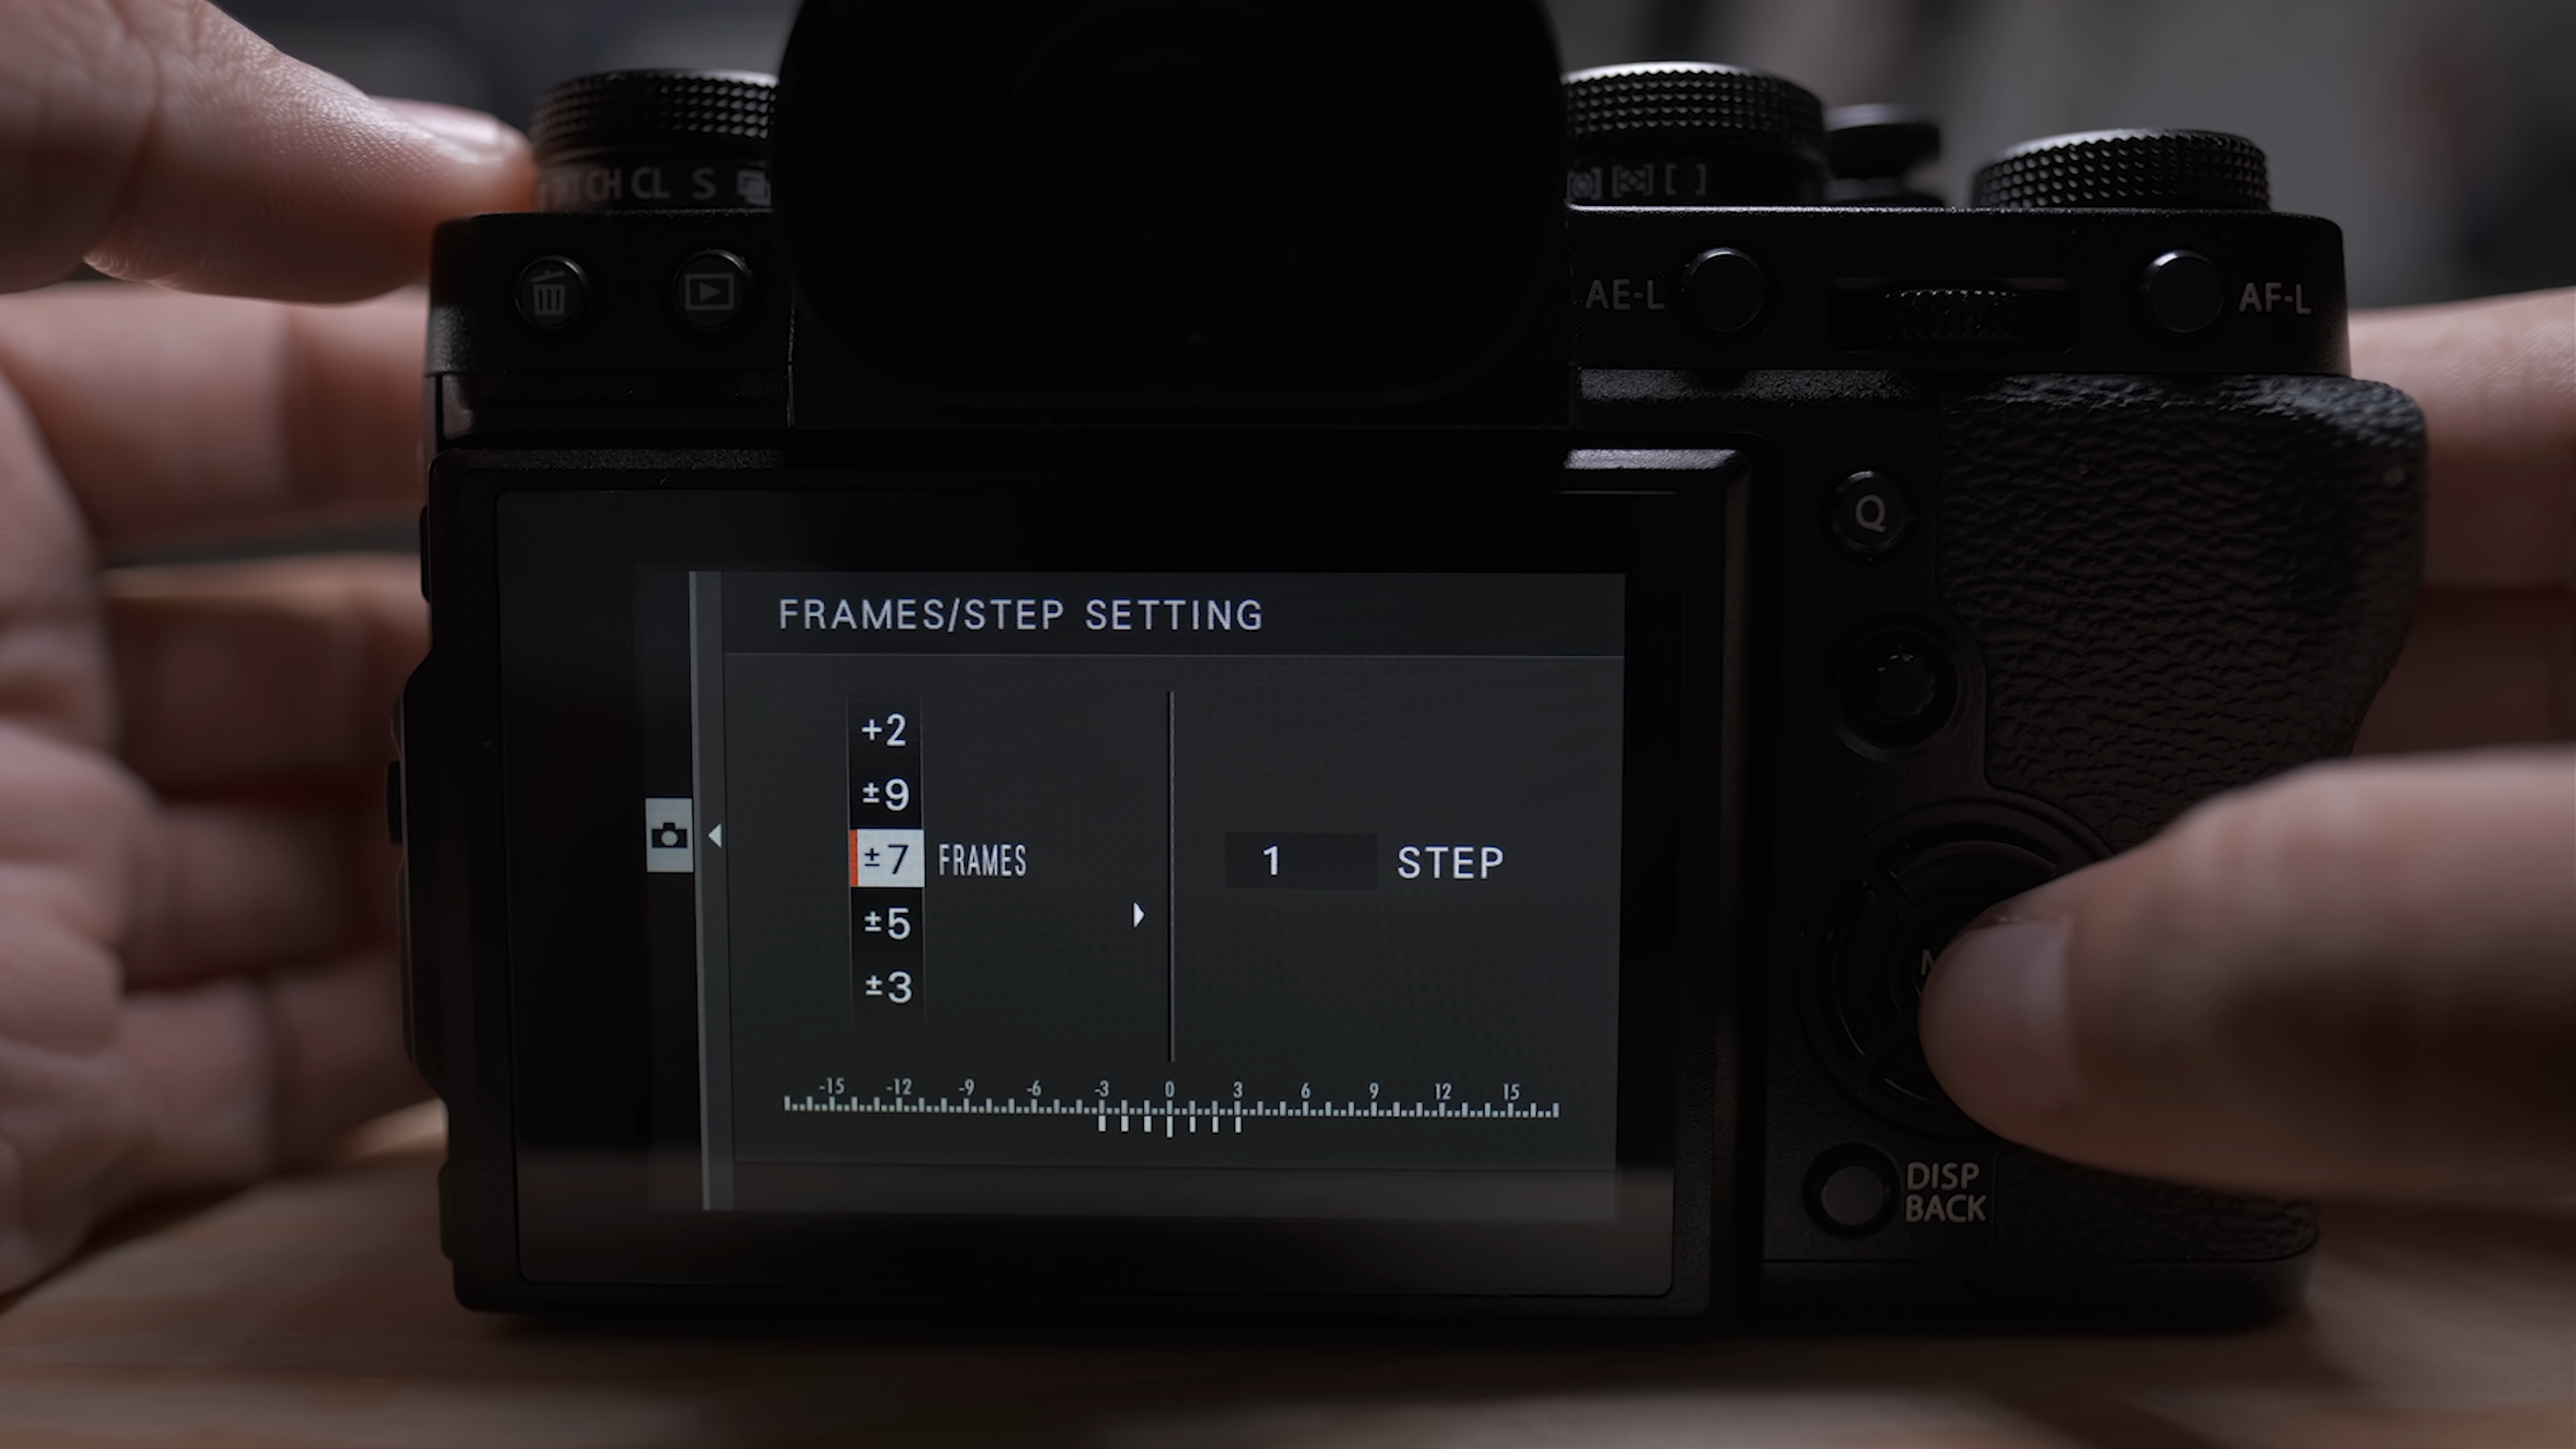 CH CL S
AE-L
AF-L
Q
FRAMES/STEP SETTING
+2
±9
±7 FRAMES
±5
±3
1 STEP
-15 -12 -9 -6 -3 0 3 6 9 12 15
DISP
BACK